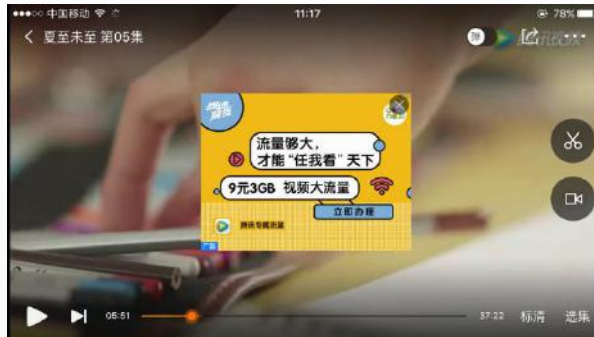 中国移动
11:17
78%
夏至未至 第05集
弹
流量够大,
才能“任我看”天下
9元3GB 视频大流量
立即办理
腾讯专属流量
广告
05:51
37:22
标清
选集